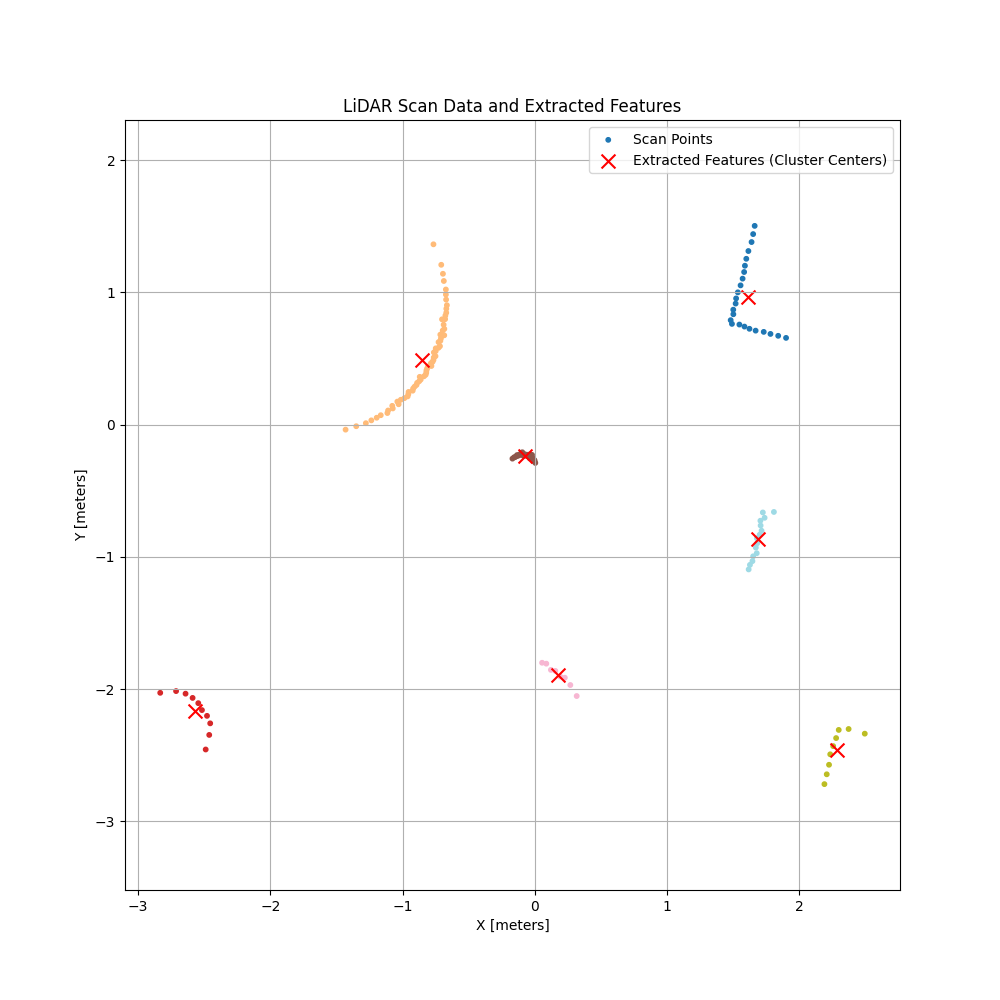 LiDAR Scan Data and Extracted Features
Scan Points
Extracted Features (Cluster Centers)
2
1
0
−1
−2
−3
Y [meters]
−3 −2 −1 0 1 2
X [meters]